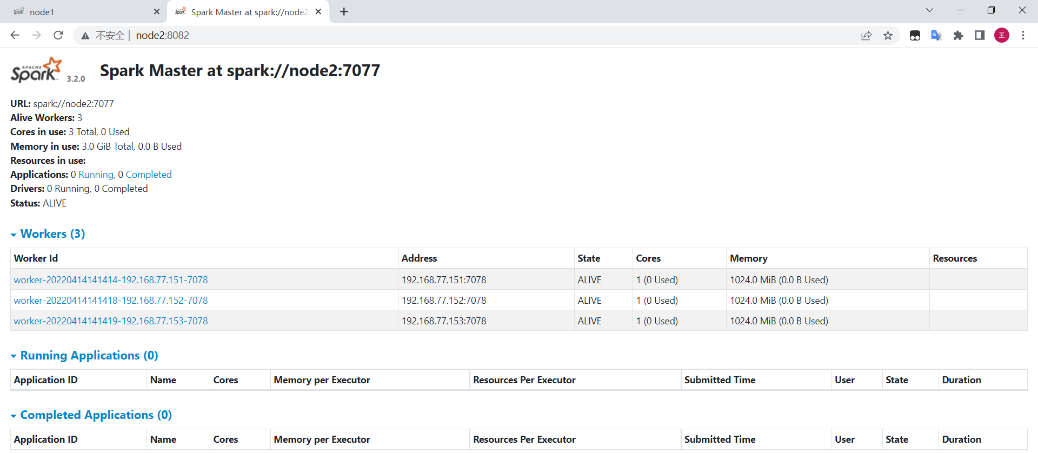 node1
Spark Master at spark://node2
不安全 | node2:8082
王
APACHE Spark 3.2.0 Spark Master at spark://node2:7077
URL: spark://node2:7077
Alive Workers: 3
Cores in use: 3 Total, 0 Used
Memory in use: 3.0 GiB Total, 0.0 B Used
Resources in use:
Applications: 0 Running, 0 Completed
Drivers: 0 Running, 0 Completed
Status: ALIVE
Workers (3)
Worker Id Address State Cores Memory Resources
worker-20220414141414-192.168.77.151-7078 192.168.77.151:7078 ALIVE 1 (0 Used) 1024.0 MiB (0.0 B Used)
worker-20220414141418-192.168.77.152-7078 192.168.77.152:7078 ALIVE 1 (0 Used) 1024.0 MiB (0.0 B Used)
worker-20220414141419-192.168.77.153-7078 192.168.77.153:7078 ALIVE 1 (0 Used) 1024.0 MiB (0.0 B Used)
Running Applications (0)
Application ID Name Cores Memory per Executor Resources Per Executor Submitted Time User State Duration
Completed Applications (0)
Application ID Name Cores Memory per Executor Resources Per Executor Submitted Time User State Duration